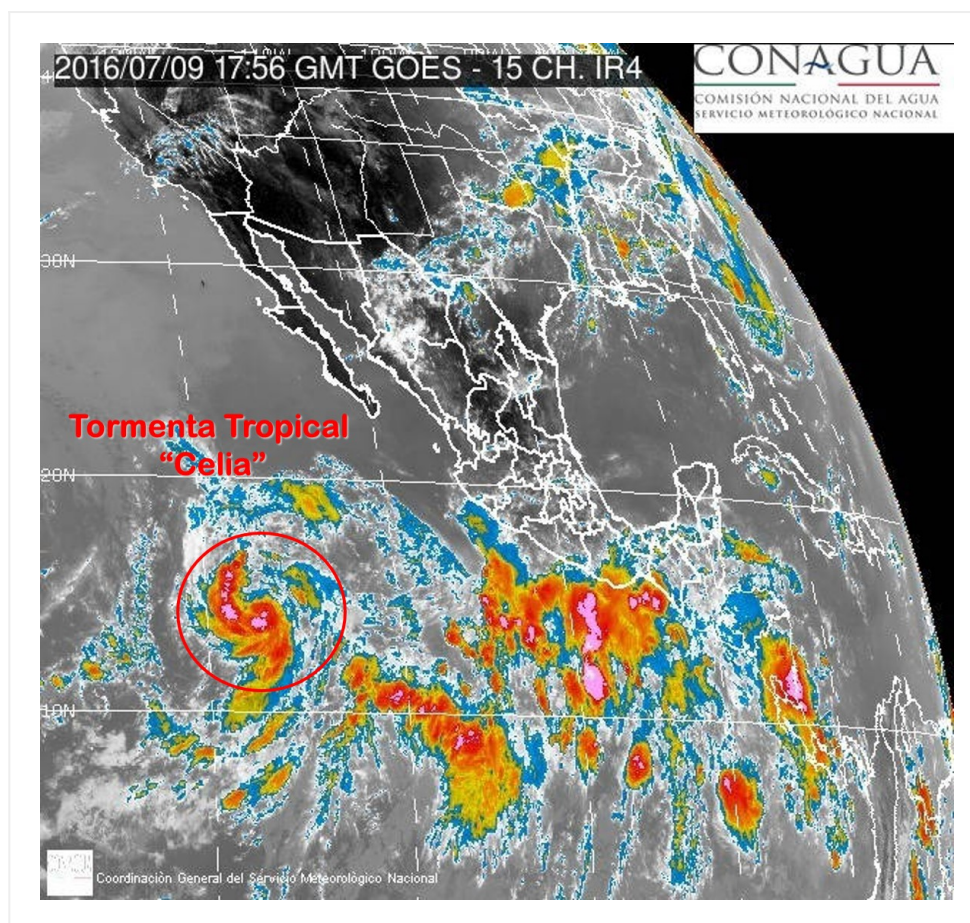 2016/07/09 17:56 GMT GOES - 15 CH. IR4
CONAGUA
COMISIÓN NACIONAL DEL AGUA
SERVICIO METEOROLÓGICO NACIONAL
30N
Tormenta Tropical
“Celia”
20N
10N
Coordinación General del Servicio Meteorológico Nacional